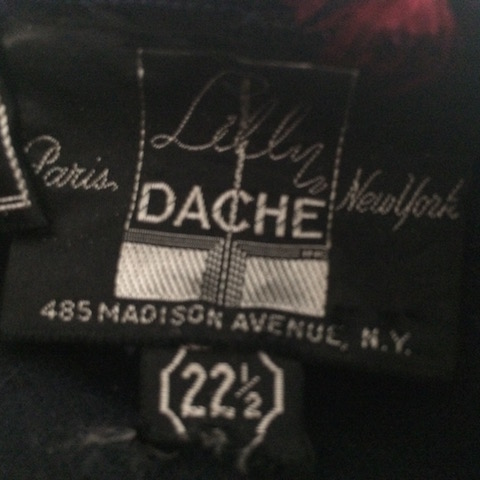 Lilly
Paris. DACHE New York
485 MADISON AVENUE, N.Y.
22½